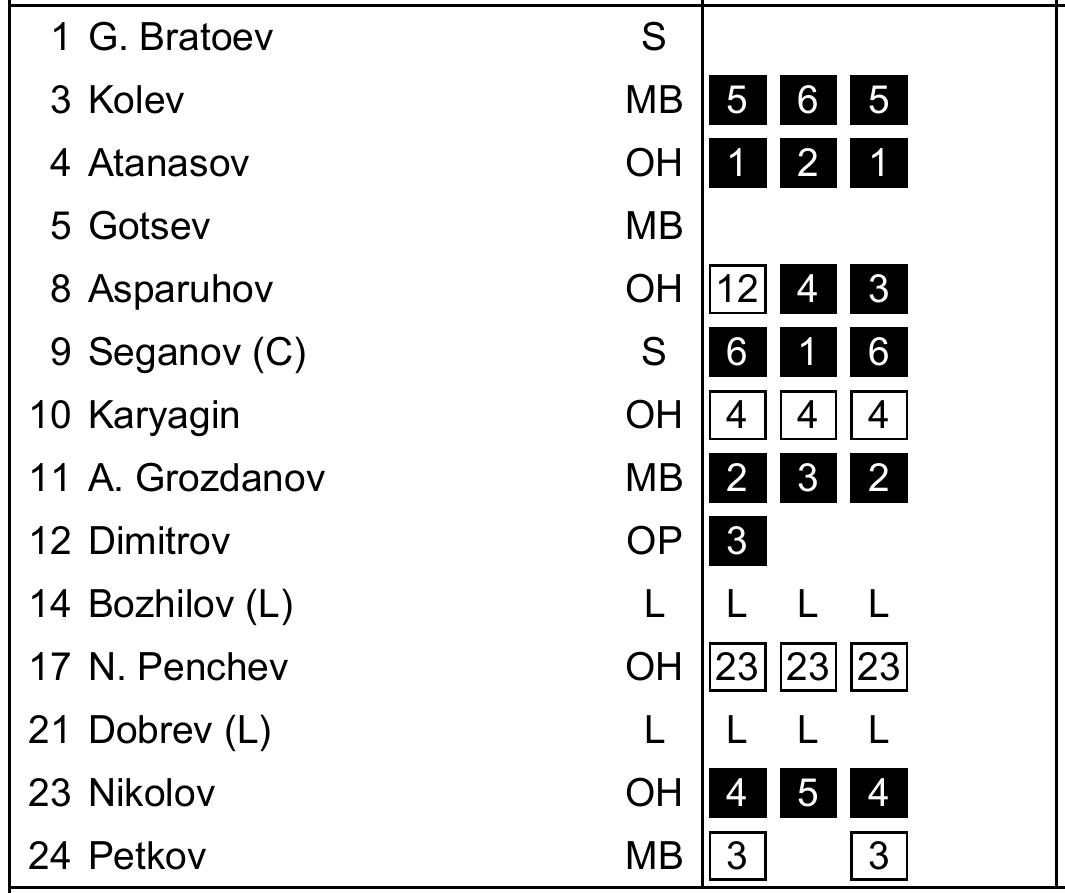 1 G. Bratoev S
3 Kolev MB 5 6 5
4 Atanasov OH 1 2 1
5 Gotsev MB
8 Asparuhov OH 12 4 3
9 Seganov (C) S 6 1 6
10 Karyagin OH 4 4 4
11 A. Grozdanov MB 2 3 2
12 Dimitrov OP 3
14 Bozhilov (L) L L L L
17 N. Penchev OH 23 23 23
21 Dobrev (L) L L L L
23 Nikolov OH 4 5 4
24 Petkov MB 3 3